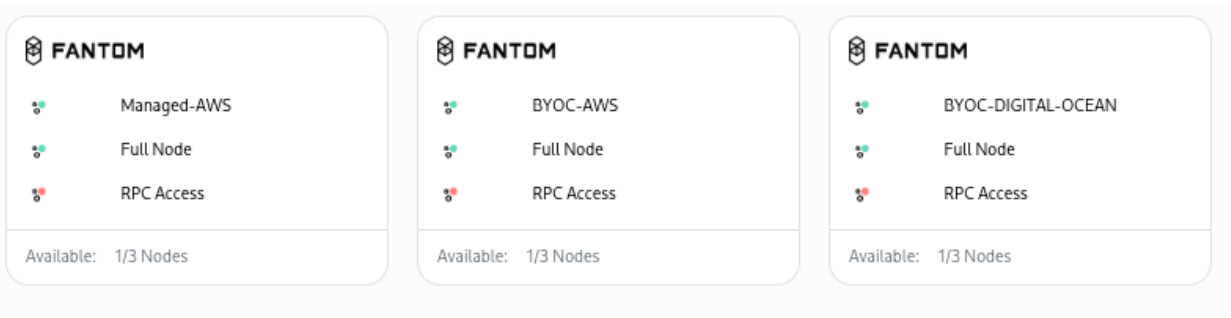 FANTOM
Managed-AWS
Full Node
RPC Access
Available: 1/3 Nodes
FANTOM
BYOC-AWS
Full Node
RPC Access
Available: 1/3 Nodes
FANTOM
BYOC-DIGITAL-OCEAN
Full Node
RPC Access
Available: 1/3 Nodes